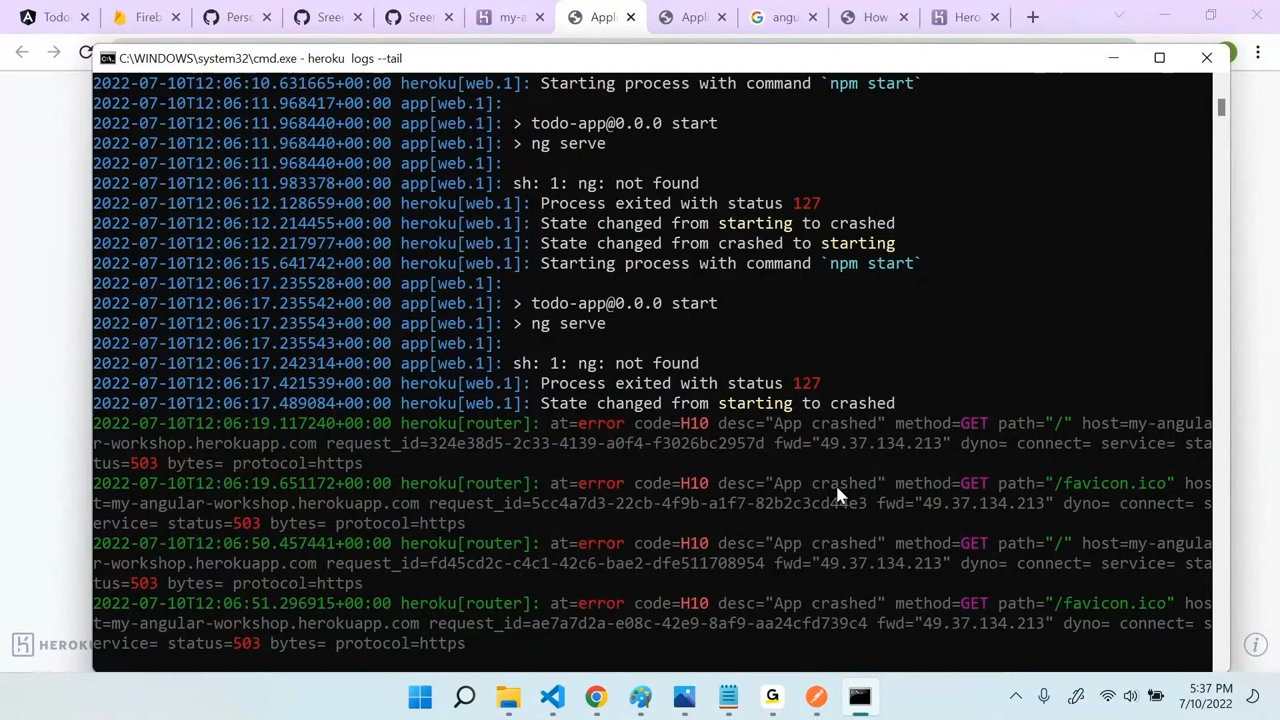 Todo
Fireb
Perso
Sreen
Sreen
my-a
Appli
Appli
angu
How
Hero
C:\WINDOWS\system32\cmd.exe - heroku  logs --tail
2022-07-10T12:06:10.631665+00:00 heroku[web.1]: Starting process with command `npm start`
2022-07-10T12:06:11.968417+00:00 app[web.1]:
2022-07-10T12:06:11.968440+00:00 app[web.1]: > todo-app@0.0.0 start
2022-07-10T12:06:11.968440+00:00 app[web.1]: > ng serve
2022-07-10T12:06:11.968440+00:00 app[web.1]:
2022-07-10T12:06:11.983378+00:00 app[web.1]: sh: 1: ng: not found
2022-07-10T12:06:12.128659+00:00 heroku[web.1]: Process exited with status 127
2022-07-10T12:06:12.214455+00:00 heroku[web.1]: State changed from starting to crashed
2022-07-10T12:06:12.217977+00:00 heroku[web.1]: State changed from crashed to starting
2022-07-10T12:06:15.641742+00:00 heroku[web.1]: Starting process with command `npm start`
2022-07-10T12:06:17.235528+00:00 app[web.1]:
2022-07-10T12:06:17.235542+00:00 app[web.1]: > todo-app@0.0.0 start
2022-07-10T12:06:17.235543+00:00 app[web.1]: > ng serve
2022-07-10T12:06:17.235543+00:00 app[web.1]:
2022-07-10T12:06:17.242314+00:00 app[web.1]: sh: 1: ng: not found
2022-07-10T12:06:17.421539+00:00 heroku[web.1]: Process exited with status 127
2022-07-10T12:06:17.489084+00:00 heroku[web.1]: State changed from starting to crashed
2022-07-10T12:06:19.117240+00:00 heroku[router]: at=error code=H10 desc="App crashed" method=GET path="/" host=my-angula
r-workshop.herokuapp.com request_id=324e38d5-2c33-4139-a0f4-f3026bc2957d fwd="49.37.134.213" dyno= connect= service= sta
tus=503 bytes= protocol=https
2022-07-10T12:06:19.651172+00:00 heroku[router]: at=error code=H10 desc="App crashed" method=GET path="/favicon.ico" hos
t=my-angular-workshop.herokuapp.com request_id=5cc4a7d3-22cb-4f9b-a1f7-82b2c3cd44e3 fwd="49.37.134.213" dyno= connect= s
ervice= status=503 bytes= protocol=https
2022-07-10T12:06:50.457441+00:00 heroku[router]: at=error code=H10 desc="App crashed" method=GET path="/" host=my-angula
r-workshop.herokuapp.com request_id=fd45cd2c-c4c1-42c6-bae2-dfe511708954 fwd="49.37.134.213" dyno= connect= service= sta
tus=503 bytes= protocol=https
2022-07-10T12:06:51.296915+00:00 heroku[router]: at=error code=H10 desc="App crashed" method=GET path="/favicon.ico" hos
t=my-angular-workshop.herokuapp.com request_id=ae7a7d2a-e08c-42e9-8af9-aa24cfd739c4 fwd="49.37.134.213" dyno= connect= s
ervice= status=503 bytes= protocol=https
HEROKU
5:37 PM
7/10/2022